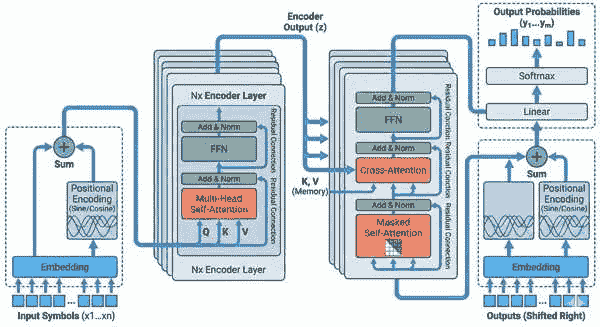 Encoder
Output (z)
Output Probabilities
(y1...ym)
Softmax
Linear
Nx Encoder Layer
Add & Norm
FFN
Residual Connection
Add & Norm
Multi-Head
Self-Attention
Residual Connection
Q K V
Nx Encoder Layer
Add & Norm
FFN
Add & Norm
Cross-Attention
K, V
(Memory)
Add & Norm
Masked
Self-Attention
Residual Connection
Sum
Positional
Encoding
(Sine/Cosine)
Embedding
Input Symbols (x1...xn)
Sum
Positional
Encoding
(Sine/Cosine)
Embedding
Outputs (Shifted Right)